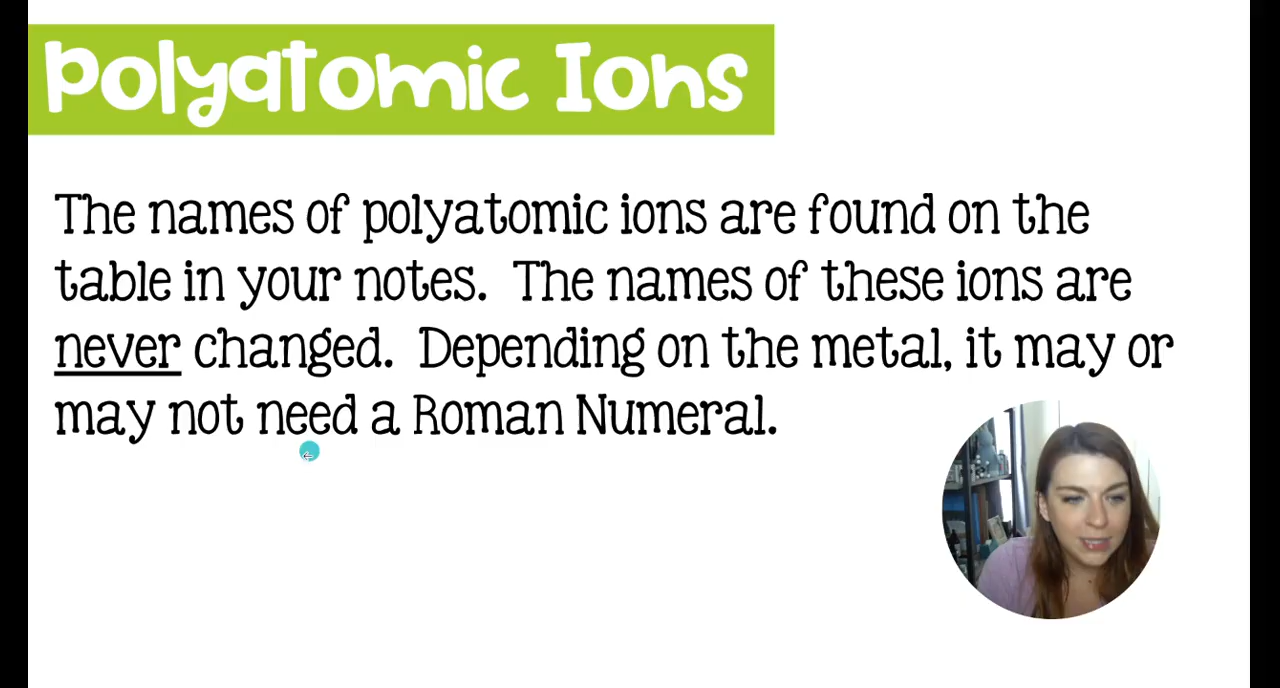 Polyatomic Ions
The names of polyatomic ions are found on the
table in your notes. The names of these ions are
never changed. Depending on the metal, it may or
may not need a Roman Numeral.